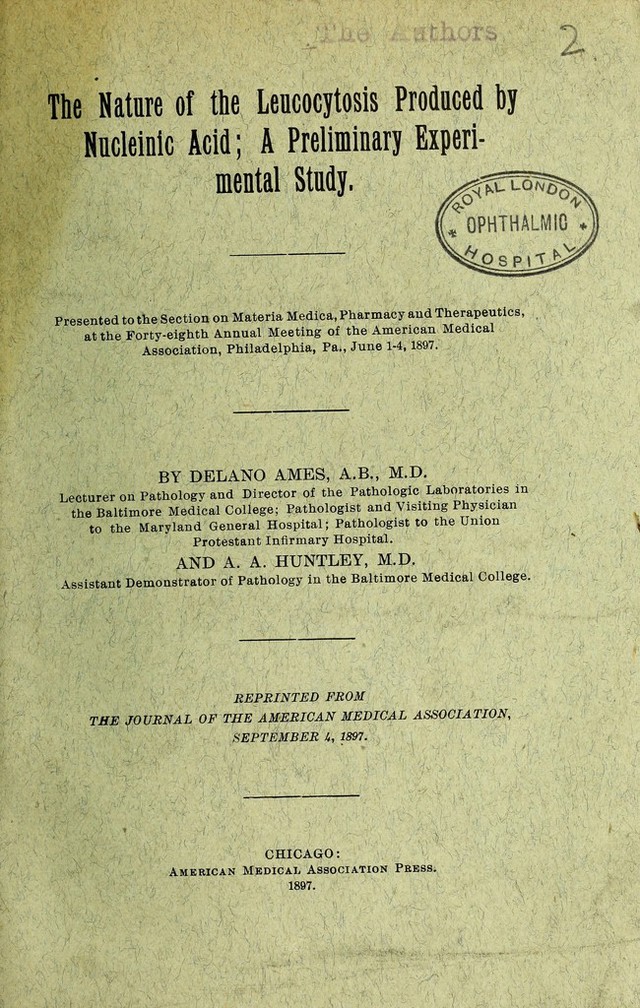 The Authors
2
The Nature of the Leucocytosis Produced by
Nucleinic Acid; A Preliminary Experi-
mental Study.
ROYAL LONDON
* OPHTHALMIC *
HOSPITAL
Presented to the Section on Materia Medica, Pharmacy and Therapeutics,
at the Forty-eighth Annual Meeting of the American Medical
Association, Philadelphia, Pa., June 1-4, 1897.
BY DELANO AMES, A.B., M.D.
Lecturer on Pathology and Director of the Pathologic Laboratories in
the Baltimore Medical College; Pathologist and Visiting Physician
to the Maryland General Hospital; Pathologist to the Union
Protestant Infirmary Hospital.
AND A. A. HUNTLEY, M.D.
Assistant Demonstrator of Pathology in the Baltimore Medical College.
REPRINTED FROM
THE JOURNAL OF THE AMERICAN MEDICAL ASSOCIATION,
SEPTEMBER 4, 1897.
CHICAGO:
AMERICAN MEDICAL ASSOCIATION PRESS.
1897.